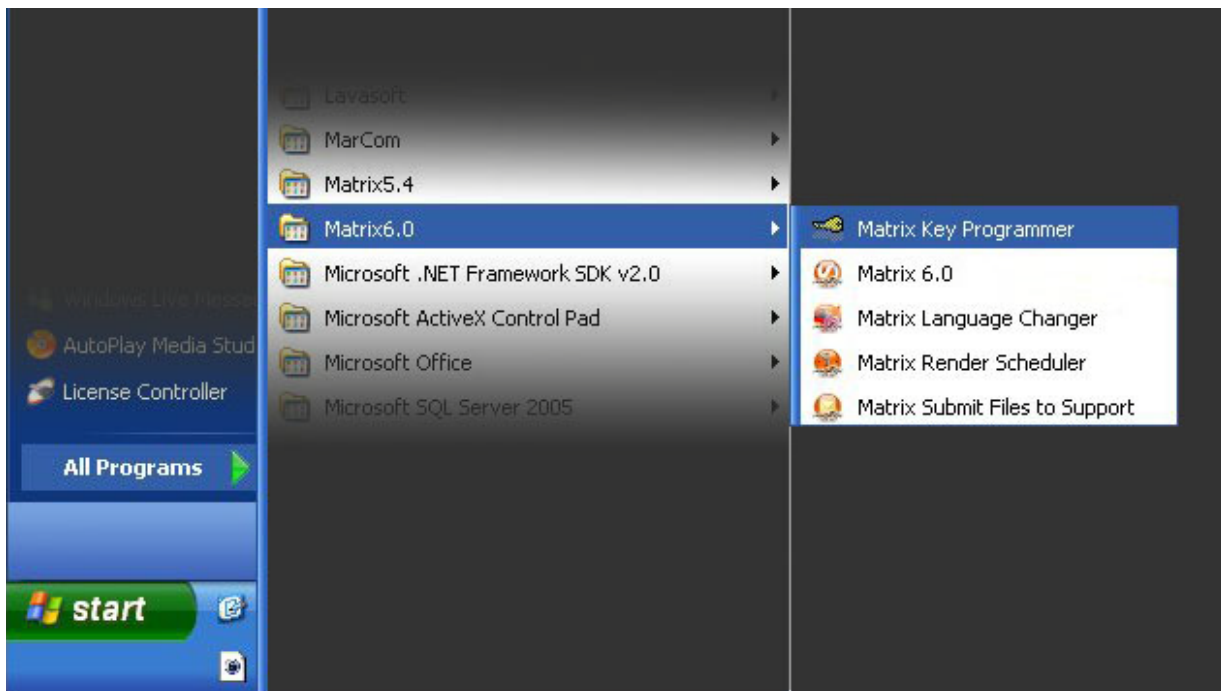 Lavasoft
MarCom
Matrix5.4
Matrix6.0
Microsoft .NET Framework SDK v2.0
Microsoft ActiveX Control Pad
Microsoft Office
Microsoft SQL Server 2005
Matrix Key Programmer
Matrix 6.0
Matrix Language Changer
Matrix Render Scheduler
Matrix Submit Files to Support
Windows Live
AutoPlay Media Stud
License Controller
All Programs
start